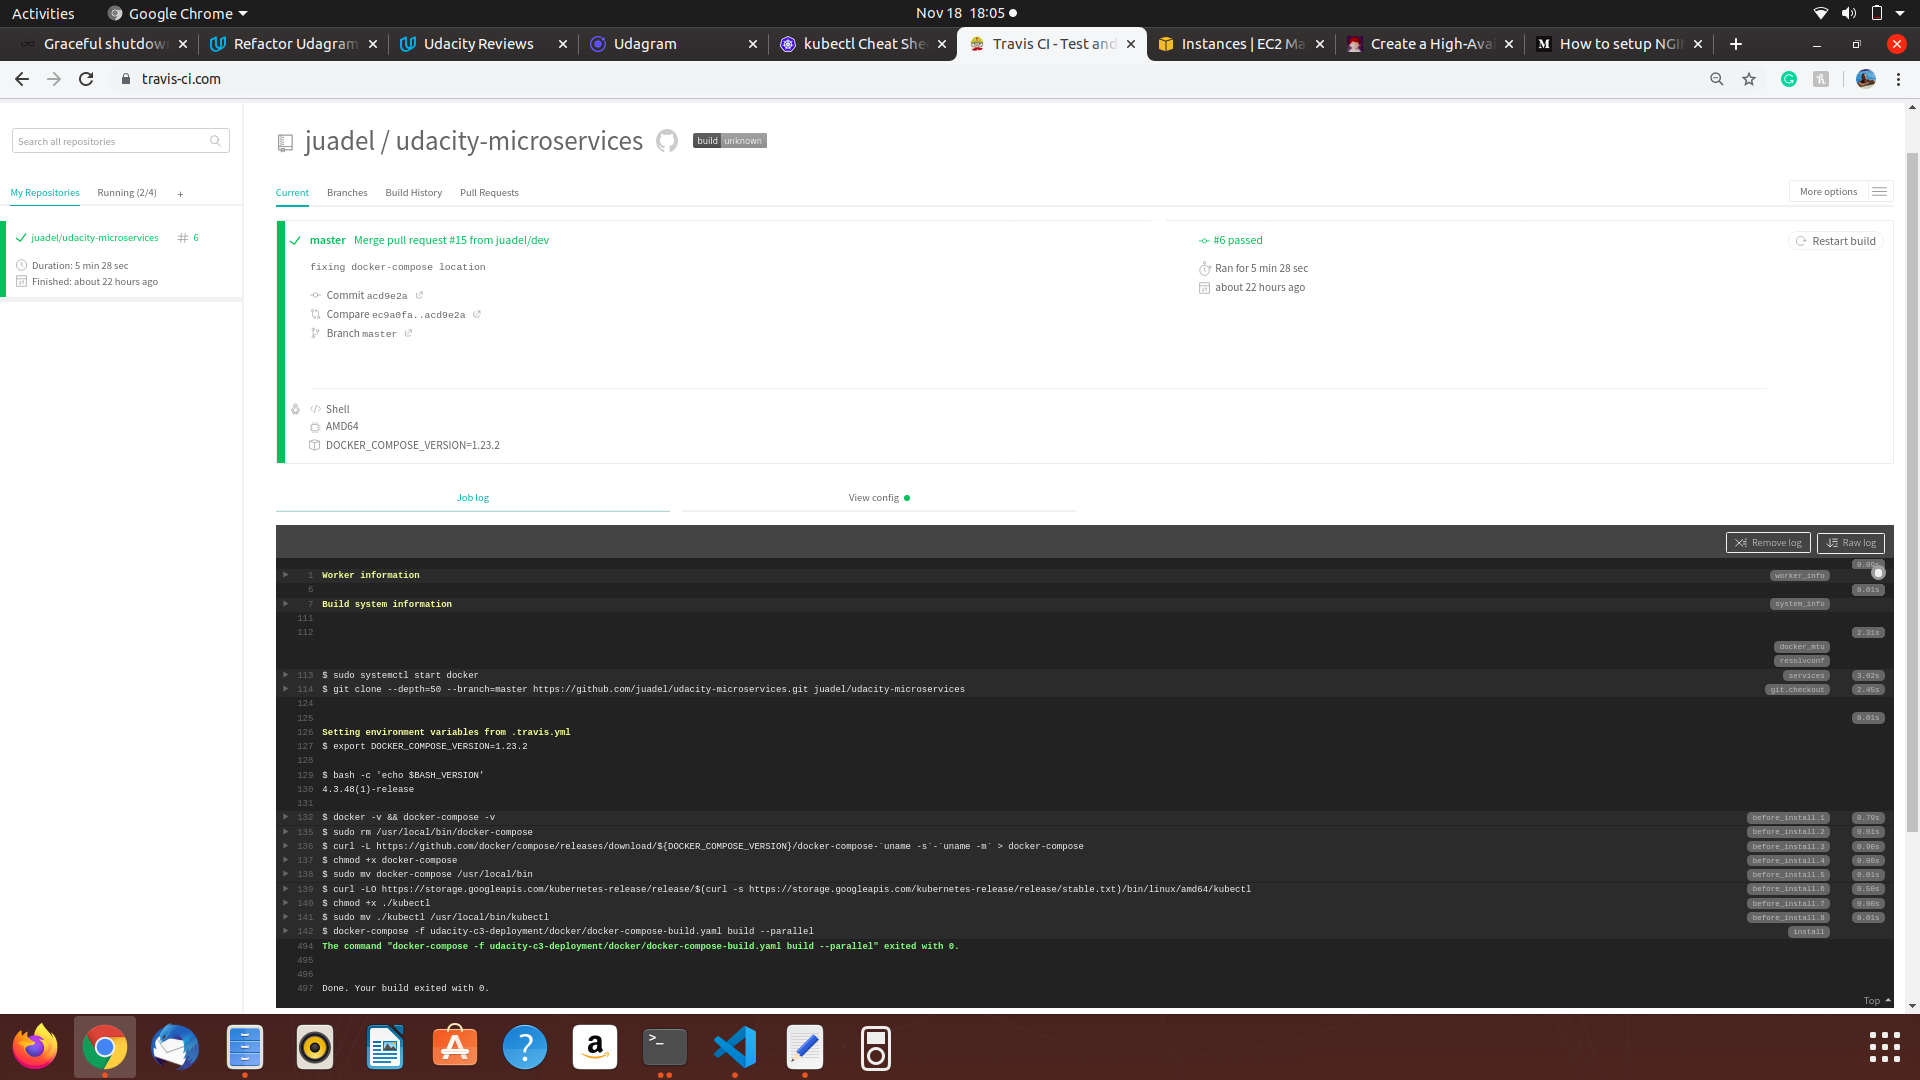 Activities
Google Chrome
Nov 18 18:05
Graceful shutdown
Refactor Udagram
Udacity Reviews
Udagram
kubectl Cheat She
Travis CI - Test and
Instances | EC2 Ma
Create a High-Avai
How to setup NGI
travis-ci.com
Search all repositories
My Repositories
Running (2/4)
+
juadel/udacity-microservices
# 6
Duration: 5 min 28 sec
Finished: about 22 hours ago
juadel / udacity-microservices
build unknown
Current
Branches
Build History
Pull Requests
More options
master Merge pull request #15 from juadel/dev
fixing docker-compose location
Commit acd9e2a
Compare ec9a0fa..acd9e2a
Branch master
#6 passed
Ran for 5 min 28 sec
about 22 hours ago
Restart build
Shell
AMD64
DOCKER_COMPOSE_VERSION=1.23.2
Job log
View config
Remove log
Raw log
1 Worker information worker_info
6 0.01s
7 Build system information system_info
111
112 2.31s
docker_mtu
resolvconf
113 $ sudo systemctl start docker services 3.02s
114 $ git clone --depth=50 --branch=master https://github.com/juadel/udacity-microservices.git juadel/udacity-microservices git.checkout 2.45s
124
125 0.01s
126 Setting environment variables from .travis.yml
127 $ export DOCKER_COMPOSE_VERSION=1.23.2
128
129 $ bash -c 'echo $BASH_VERSION'
130 4.3.48(1)-release
131
132 $ docker -v && docker-compose -v before_install.1 0.79s
135 $ sudo rm /usr/local/bin/docker-compose before_install.2 0.01s
136 $ curl -L https://github.com/docker/compose/releases/download/${DOCKER_COMPOSE_VERSION}/docker-compose-`uname -s`-`uname -m` > docker-compose before_install.3 0.90s
137 $ chmod +x docker-compose before_install.4 0.00s
138 $ sudo mv docker-compose /usr/local/bin before_install.5 0.01s
139 $ curl -LO https://storage.googleapis.com/kubernetes-release/release/$(curl -s https://storage.googleapis.com/kubernetes-release/release/stable.txt)/bin/linux/amd64/kubectl before_install.6 0.50s
140 $ chmod +x ./kubectl before_install.7 0.00s
141 $ sudo mv ./kubectl /usr/local/bin/kubectl before_install.8 0.01s
142 $ docker-compose -f udacity-c3-deployment/docker/docker-compose-build.yaml build --parallel install
494 The command "docker-compose -f udacity-c3-deployment/docker/docker-compose-build.yaml build --parallel" exited with 0.
495
496
497 Done. Your build exited with 0.
Top